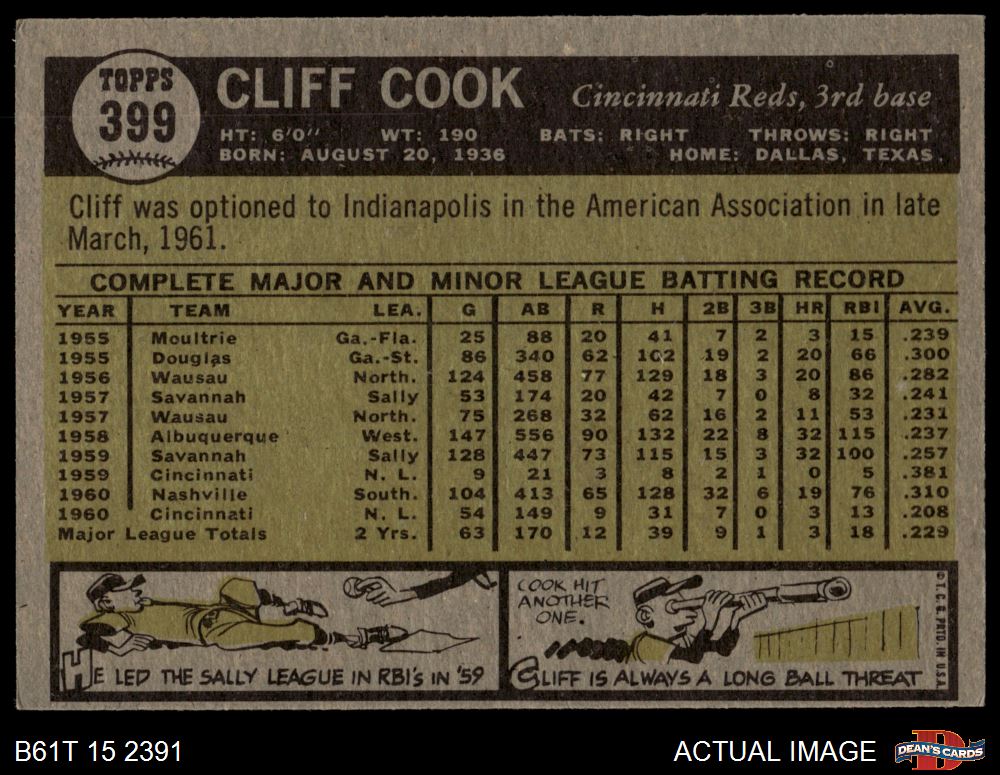 TOPPS
399
CLIFF COOK
Cincinnati Reds, 3rd base
HT: 6'0" WT: 190 BATS: RIGHT THROWS: RIGHT
BORN: AUGUST 20, 1936 HOME: DALLAS, TEXAS
Cliff was optioned to Indianapolis in the American Association in late
March, 1961.
COMPLETE MAJOR AND MINOR LEAGUE BATTING RECORD
YEAR TEAM LEA. G AB R H 2B 3B HR RBI AVG.
1955 Moultrie Ga.-Fla. 25 88 20 41 7 2 3 15 .239
1955 Douglas Ga.-St. 86 340 62 102 19 2 20 66 .300
1956 Wausau North. 124 458 77 129 18 3 20 86 .282
1957 Savannah Sally 53 174 20 42 7 0 8 32 .241
1957 Wausau North. 75 268 32 62 16 2 11 53 .231
1958 Albuquerque West. 147 556 90 132 22 8 32 115 .237
1959 Savannah Sally 128 447 73 115 15 3 32 100 .257
1959 Cincinnati N. L. 9 21 3 8 2 1 0 5 .381
1960 Nashville South. 104 413 65 128 32 6 19 76 .310
1960 Cincinnati N. L. 54 149 9 31 7 0 3 13 .208
Major League Totals 2 Yrs. 63 170 12 39 9 1 3 18 .229
HE LED THE SALLY LEAGUE IN RBI'S IN '59
COOK HIT
ANOTHER
ONE.
CLIFF IS ALWAYS A LONG BALL THREAT
© T. C. G. PRTD IN U.S.A.
B61T 15 2391
ACTUAL IMAGE
DEAN'S CARDS